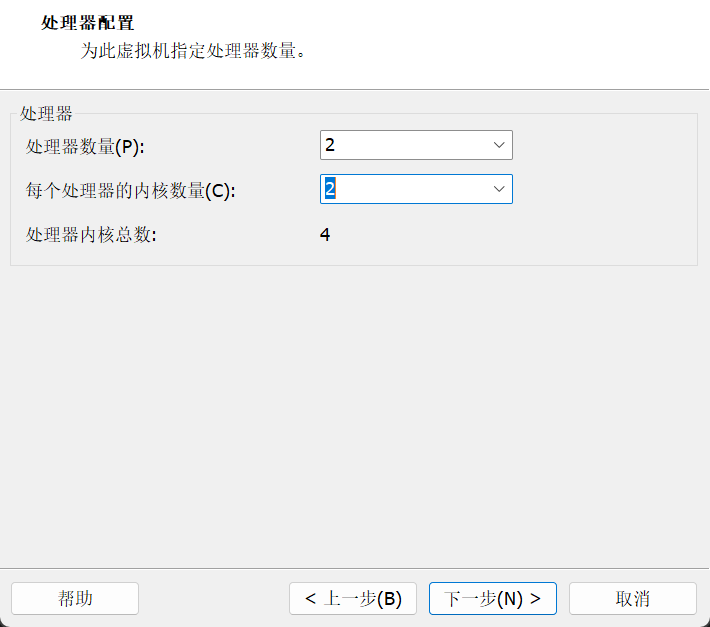 处理器配置
为此虚拟机指定处理器数量。
处理器
处理器数量(P): 2
每个处理器的内核数量(C): 2
处理器内核总数: 4
帮助 < 上一步(B) 下一步(N) > 取消